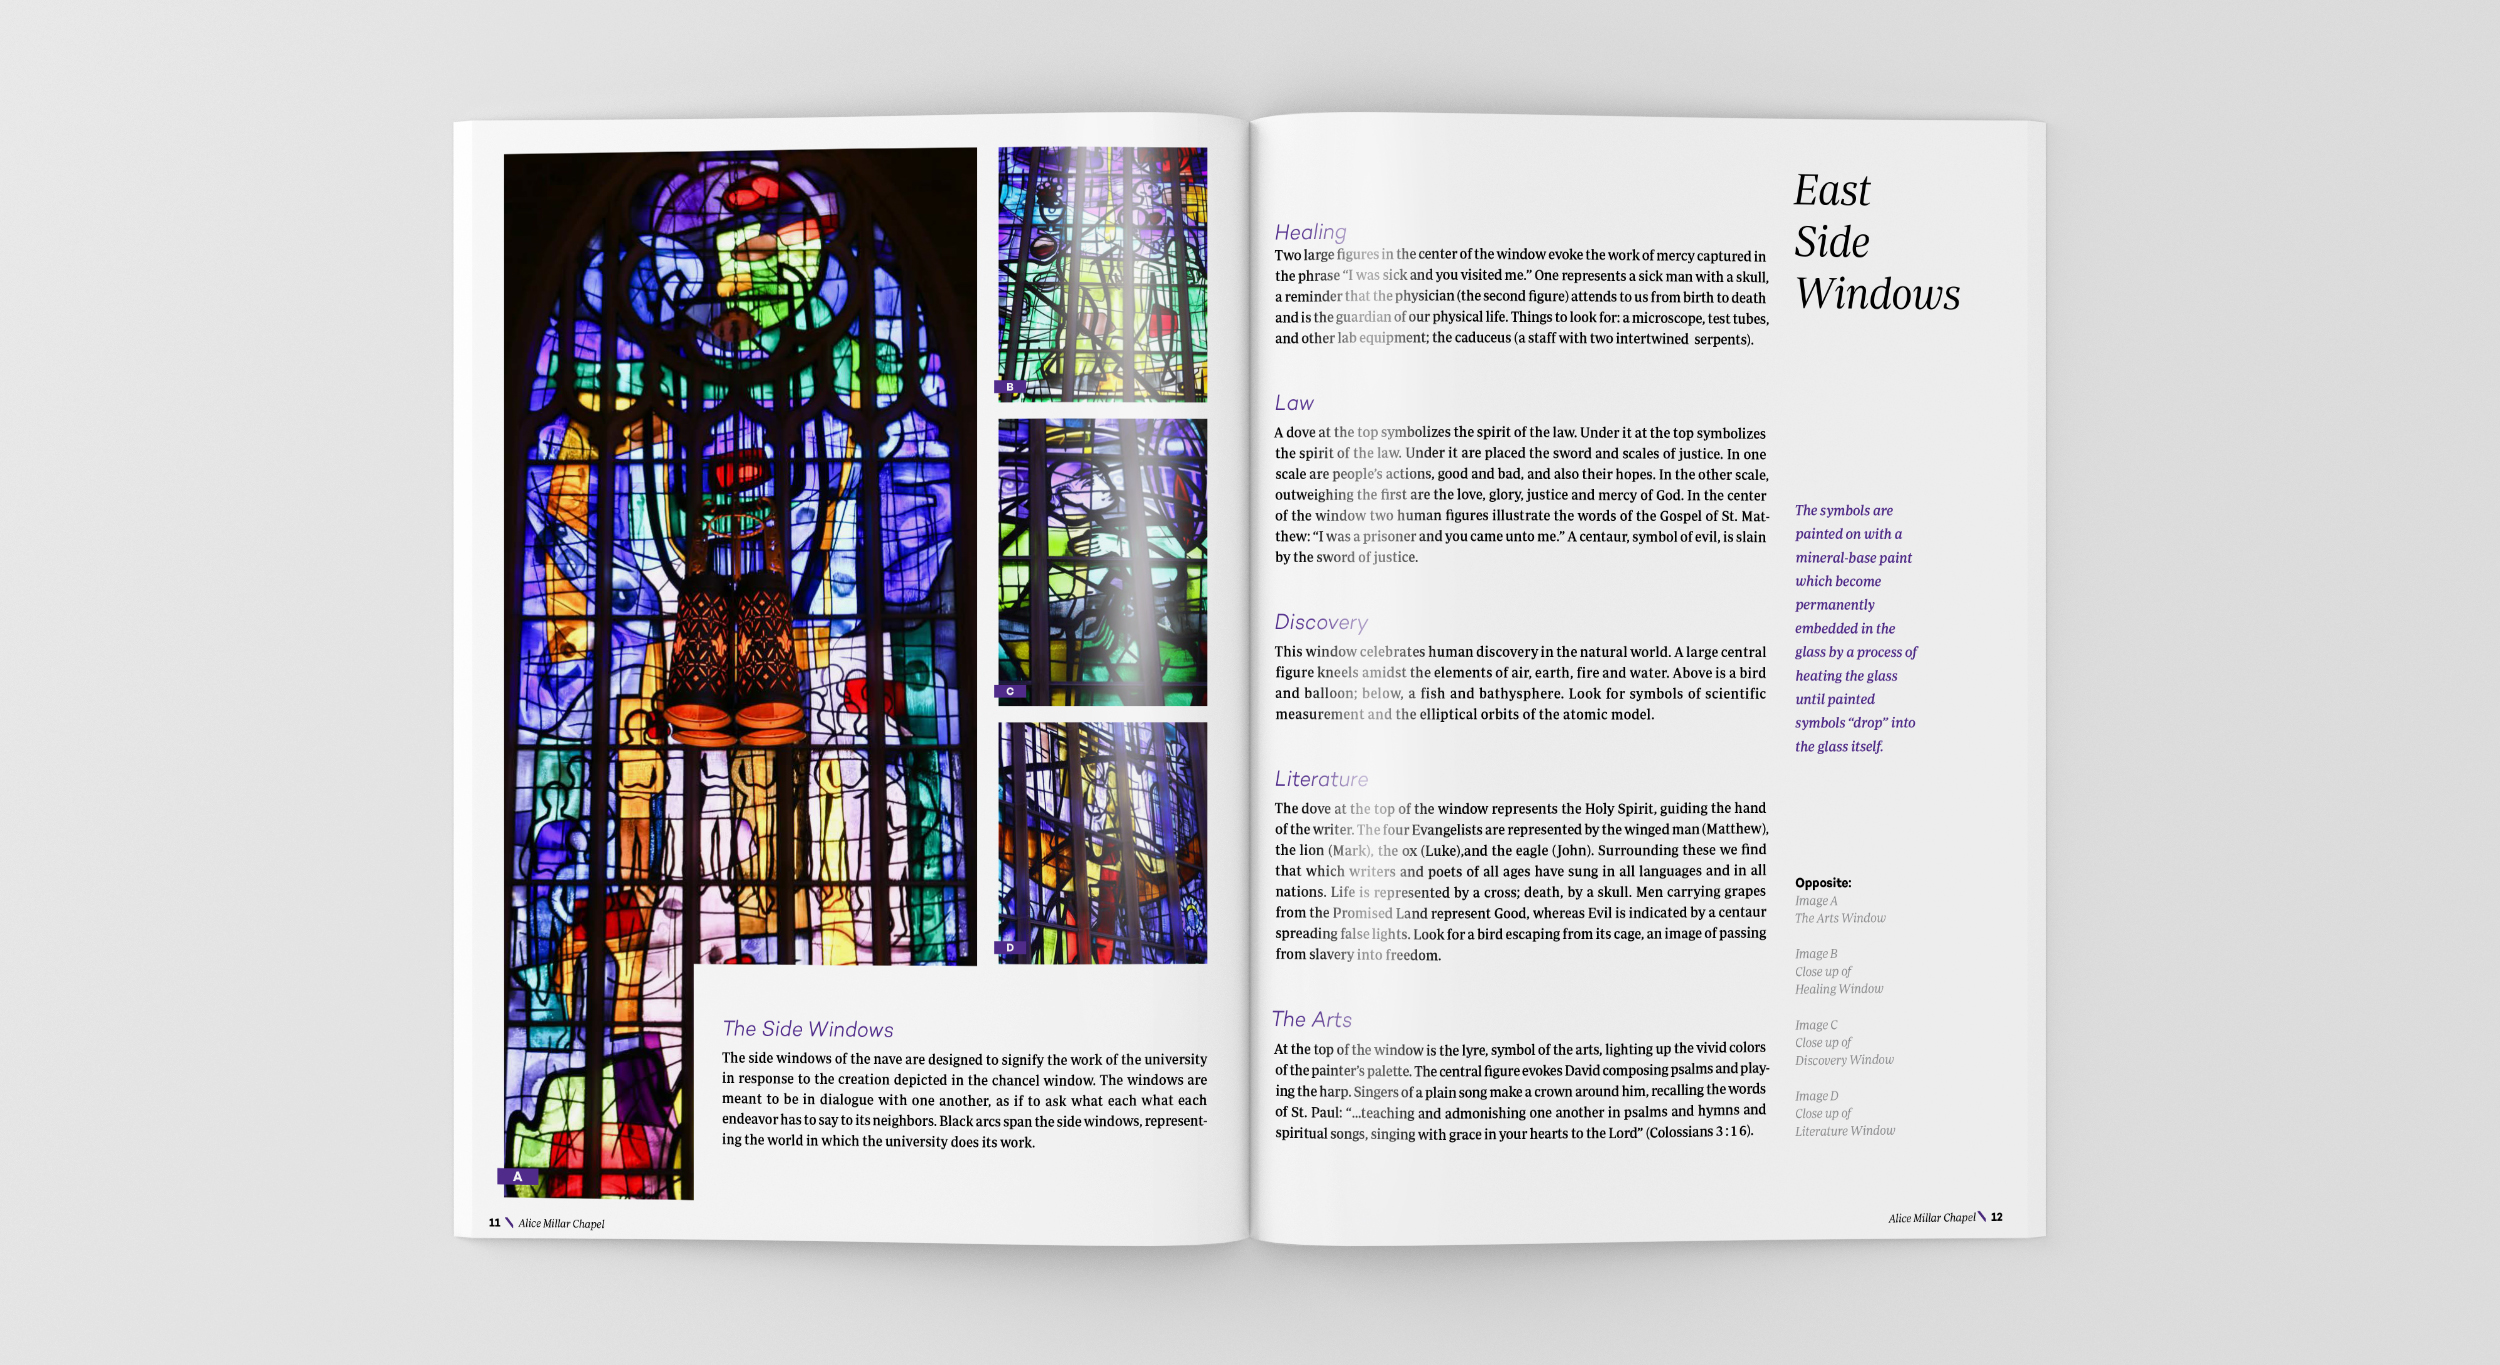 B
C
D
A
The Side Windows
The side windows of the nave are designed to signify the work of the university
in response to the creation depicted in the chancel window. The windows are
meant to be in dialogue with one another, as if to ask what each what each
endeavor has to say to its neighbors. Black arcs span the side windows, represent-
ing the world in which the university does its work.
11 \ Alice Millar Chapel
East
Side
Windows
Healing
Two large figures in the center of the window evoke the work of mercy captured in
the phrase “I was sick and you visited me.” One represents a sick man with a skull,
a reminder that the physician (the second figure) attends to us from birth to death
and is the guardian of our physical life. Things to look for: a microscope, test tubes,
and other lab equipment; the caduceus (a staff with two intertwined serpents).
Law
A dove at the top symbolizes the spirit of the law. Under it at the top symbolizes
the spirit of the law. Under it are placed the sword and scales of justice. In one
scale are people’s actions, good and bad, and also their hopes. In the other scale,
outweighing the first are the love, glory, justice and mercy of God. In the center
of the window two human figures illustrate the words of the Gospel of St. Mat-
thew: “I was a prisoner and you came unto me.” A centaur, symbol of evil, is slain
by the sword of justice.
Discovery
This window celebrates human discovery in the natural world. A large central
figure kneels amidst the elements of air, earth, fire and water. Above is a bird
and balloon; below, a fish and bathysphere. Look for symbols of scientific
measurement and the elliptical orbits of the atomic model.
Literature
The dove at the top of the window represents the Holy Spirit, guiding the hand
of the writer. The four Evangelists are represented by the winged man (Matthew),
the lion (Mark), the ox (Luke),and the eagle (John). Surrounding these we find
that which writers and poets of all ages have sung in all languages and in all
nations. Life is represented by a cross; death, by a skull. Men carrying grapes
from the Promised Land represent Good, whereas Evil is indicated by a centaur
spreading false lights. Look for a bird escaping from its cage, an image of passing
from slavery into freedom.
The Arts
At the top of the window is the lyre, symbol of the arts, lighting up the vivid colors
of the painter’s palette. The central figure evokes David composing psalms and play-
ing the harp. Singers of a plain song make a crown around him, recalling the words
of St. Paul: “...teaching and admonishing one another in psalms and hymns and
spiritual songs, singing with grace in your hearts to the Lord” (Colossians 3:16).
The symbols are
painted on with a
mineral-base paint
which become
permanently
embedded in the
glass by a process of
heating the glass
until painted
symbols “drop” into
the glass itself.
Opposite:
Image A
The Arts Window
Image B
Close up of
Healing Window
Image C
Close up of
Discovery Window
Image D
Close up of
Literature Window
Alice Millar Chapel \ 12